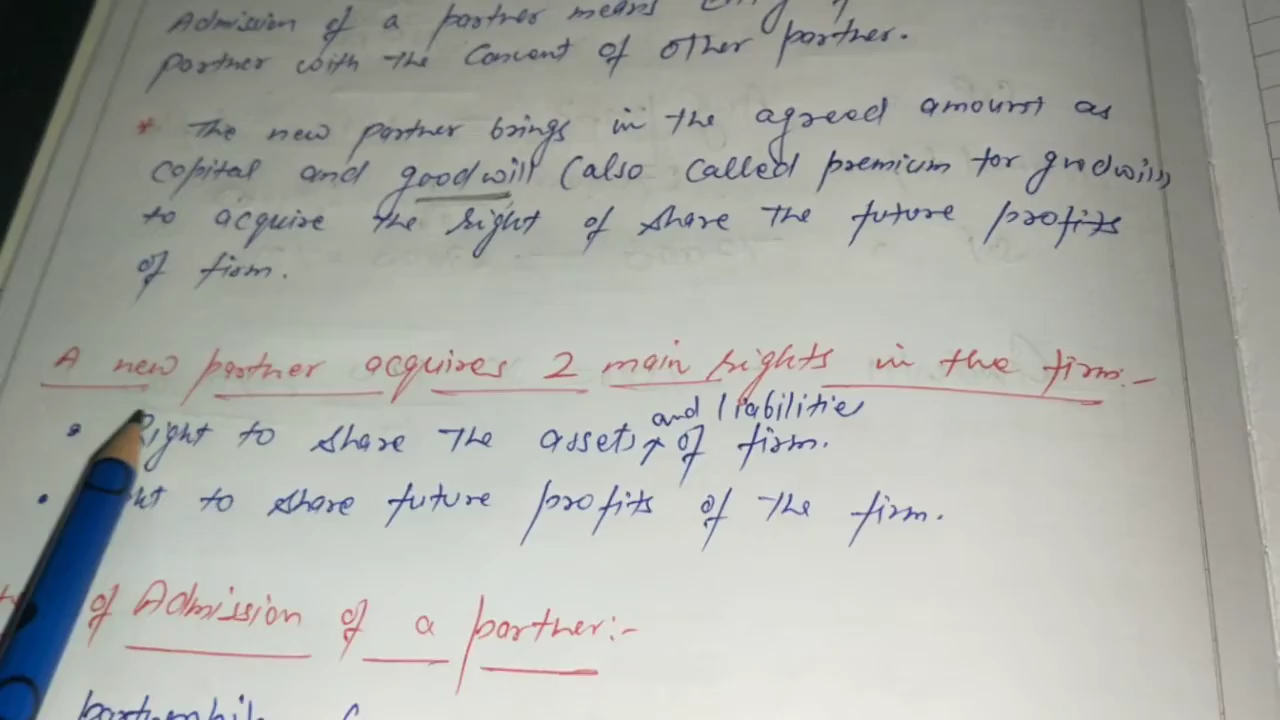 Admission of a partner means
partner with the Concent of other partner.
* The new partner brings in the agreed amount as
capital and goodwill (also called premium for goodwill)
to acquire the right of share the future profits
of firm.
A new partner acquires 2 main rights in the firm:-
and liabilitie
• Right to share the assets of firm.
• to share future profits of the firm.
of Admission of a partner:-